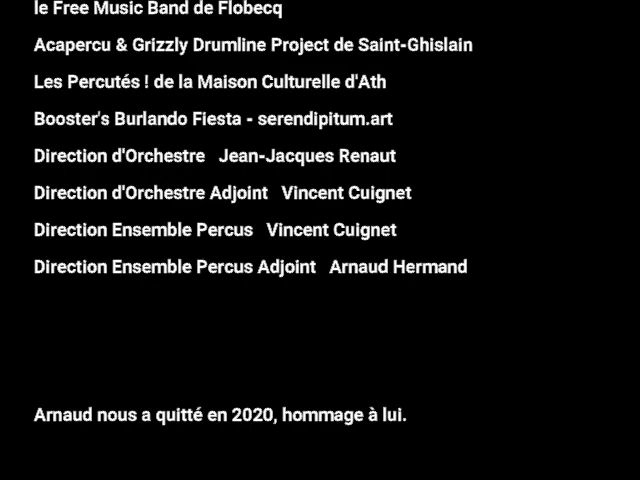 le Free Music Band de Flobecq
Acapercu & Grizzly Drumline Project de Saint-Ghislain
Les Percutés ! de la Maison Culturelle d'Ath
Booster's Burlando Fiesta - serendipitum.art
Direction d'Orchestre Jean-Jacques Renaut
Direction d'Orchestre Adjoint Vincent Cuignet
Direction Ensemble Percus Vincent Cuignet
Direction Ensemble Percus Adjoint Arnaud Hermand
Arnaud nous a quitté en 2020, hommage à lui.